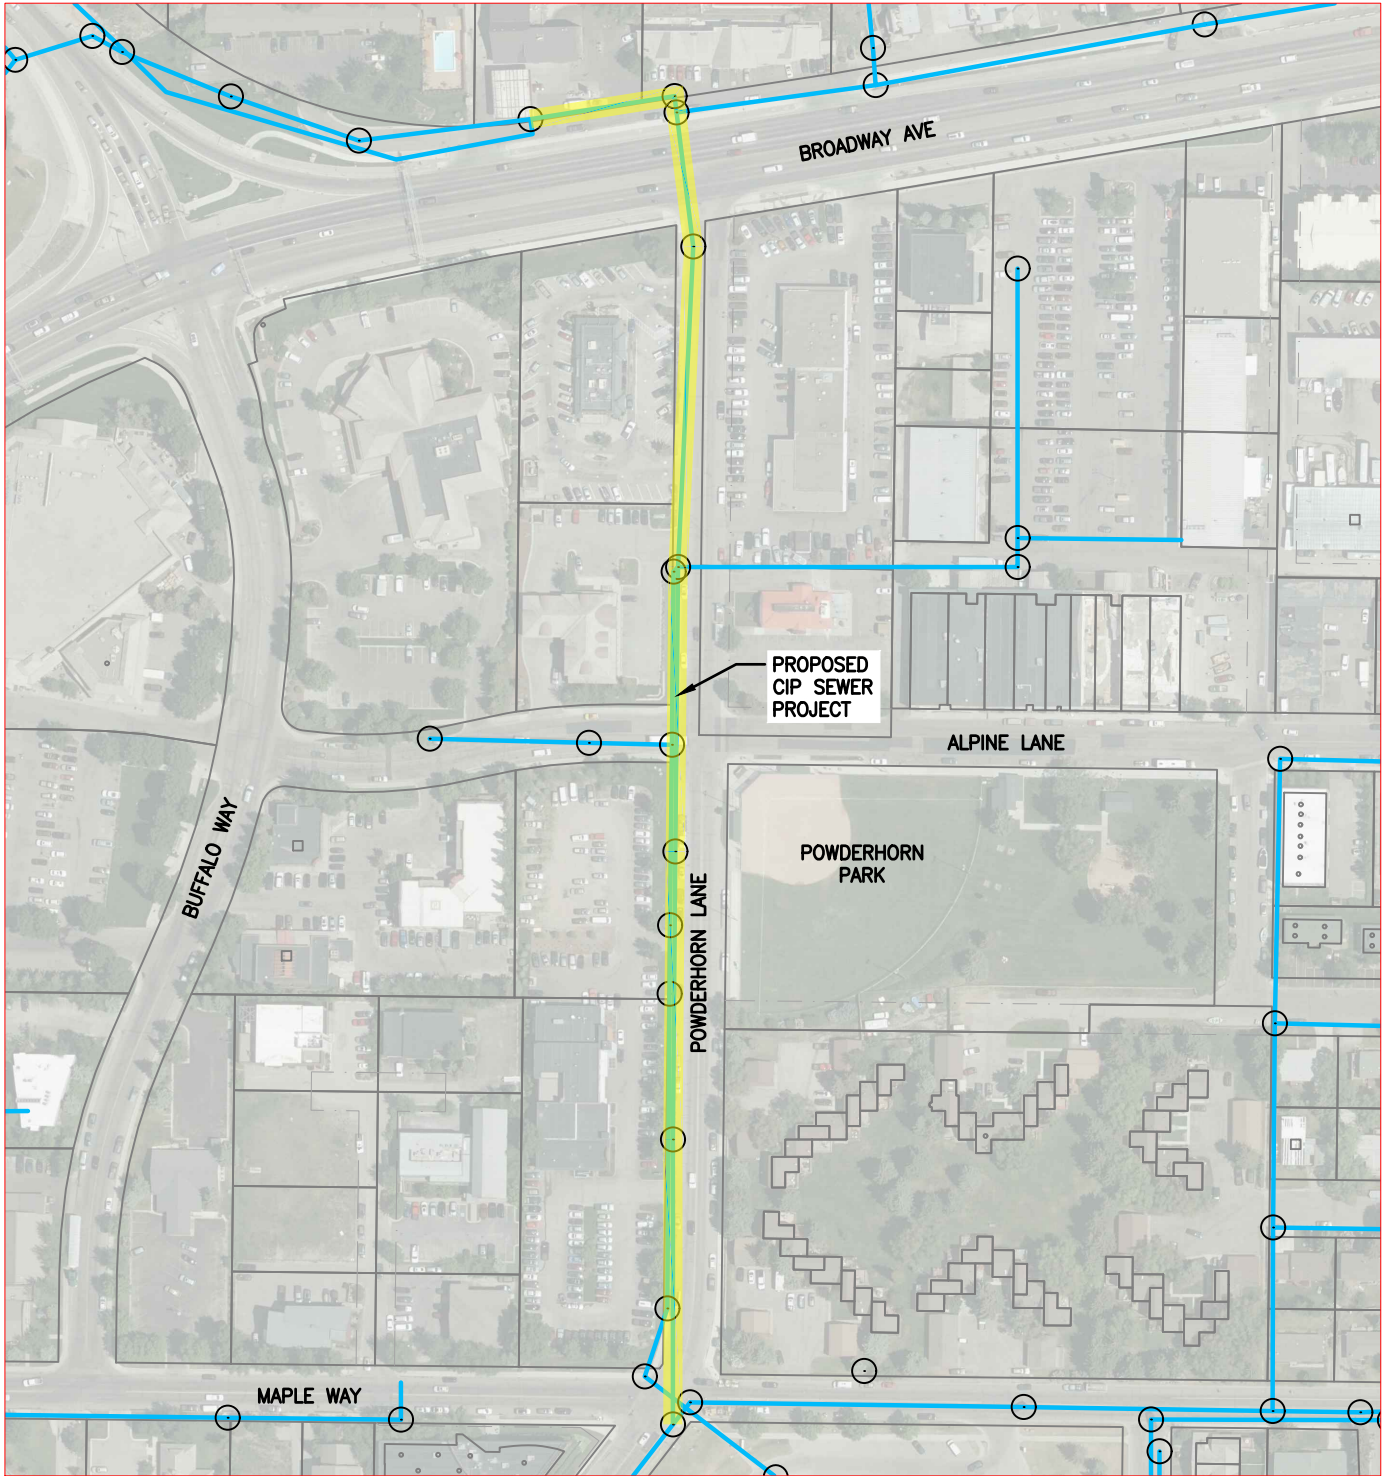 BROADWAY AVE
PROPOSED
CIP SEWER
PROJECT
ALPINE LANE
BUFFALO WAY
POWDERHORN
PARK
POWDERHORN LANE
MAPLE WAY